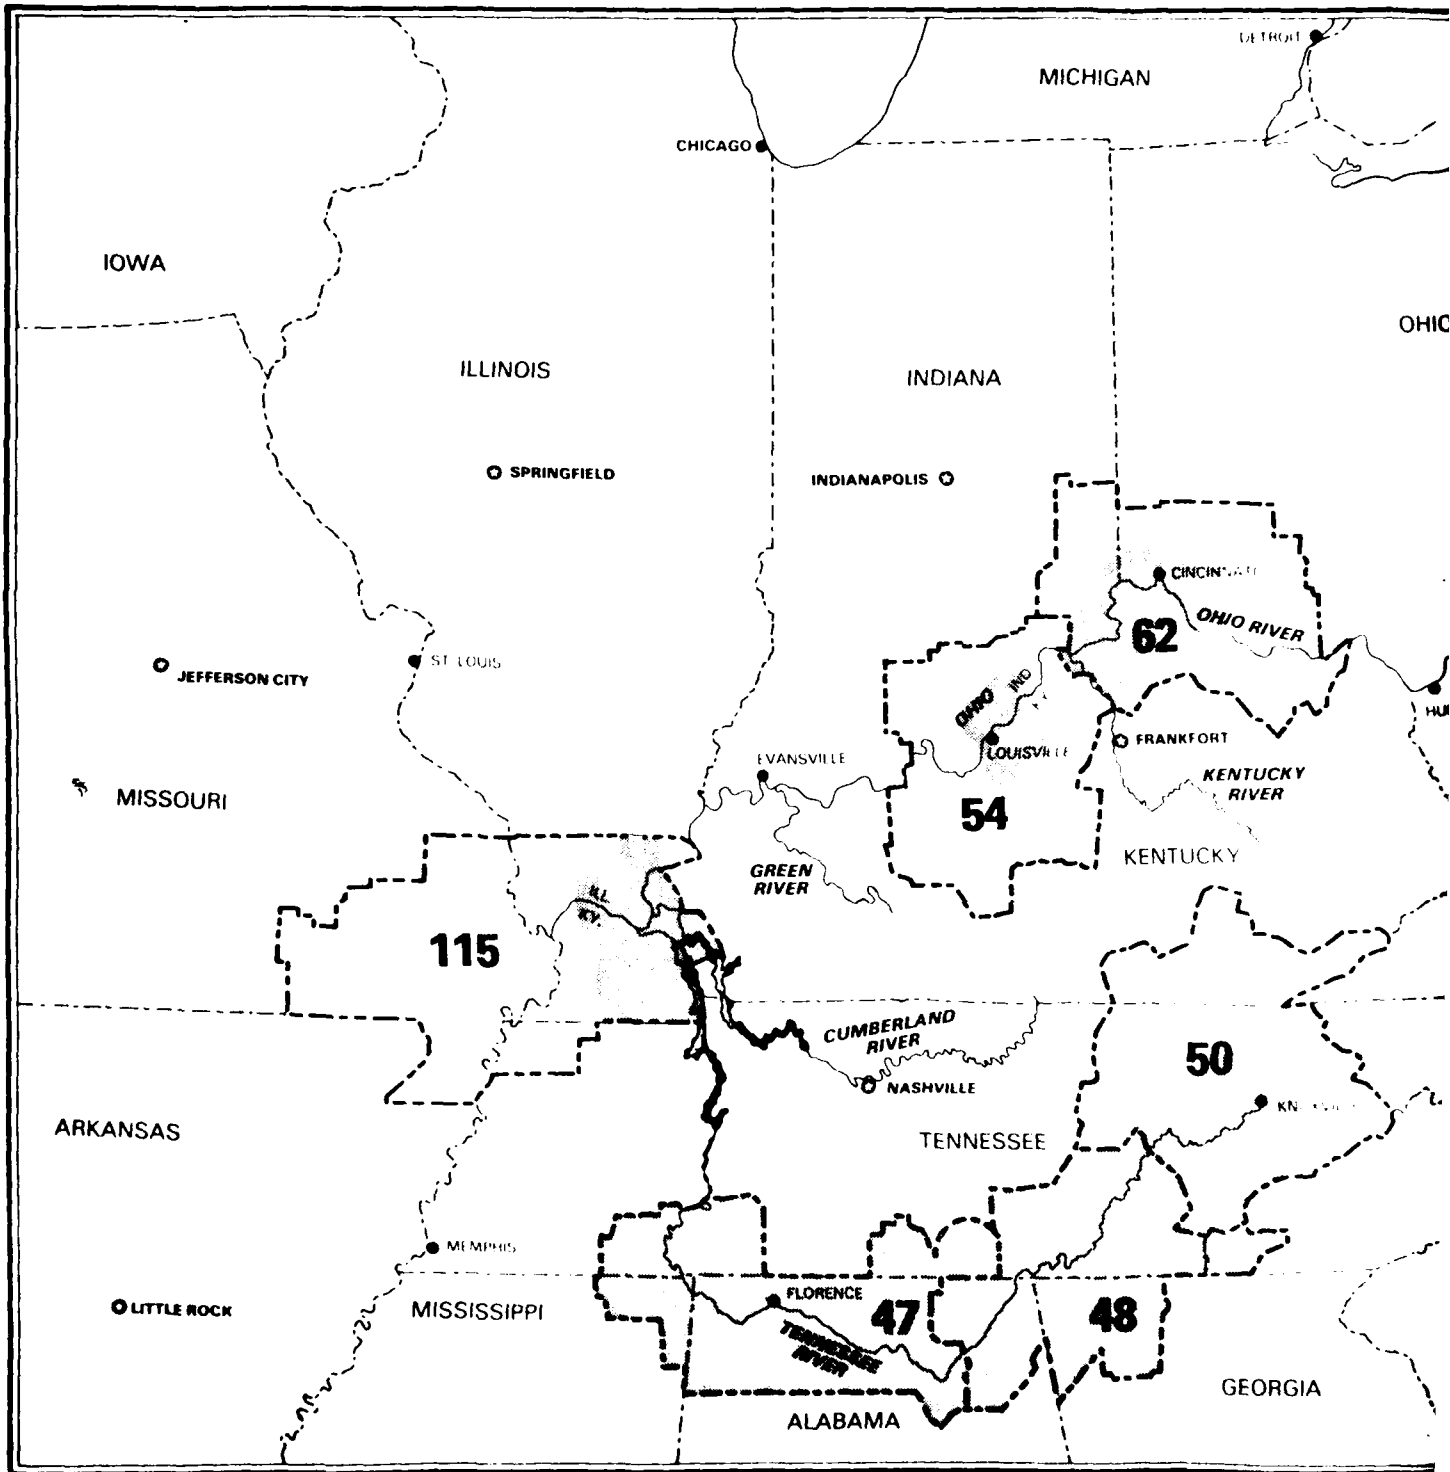 DETROIT
MICHIGAN
CHICAGO
IOWA
OHIO
ILLINOIS
INDIANA
SPRINGFIELD
INDIANAPOLIS
OHIO RIVER
62
JEFFERSON CITY
ST LOUIS
OHIO
IND
HU
EVANSVILLE
LOUISVILLE
FRANKFORT
MISSOURI
KENTUCKY
RIVER
54
KENTUCKY
GREEN
RIVER
ILL
KY.
115
CUMBERLAND
RIVER
50
NASHVILLE
ARKANSAS
TENNESSEE
MEMPHIS
LITTLE ROCK
MISSISSIPPI
FLORENCE
47
48
TENNESSEE
RIVER
GEORGIA
ALABAMA